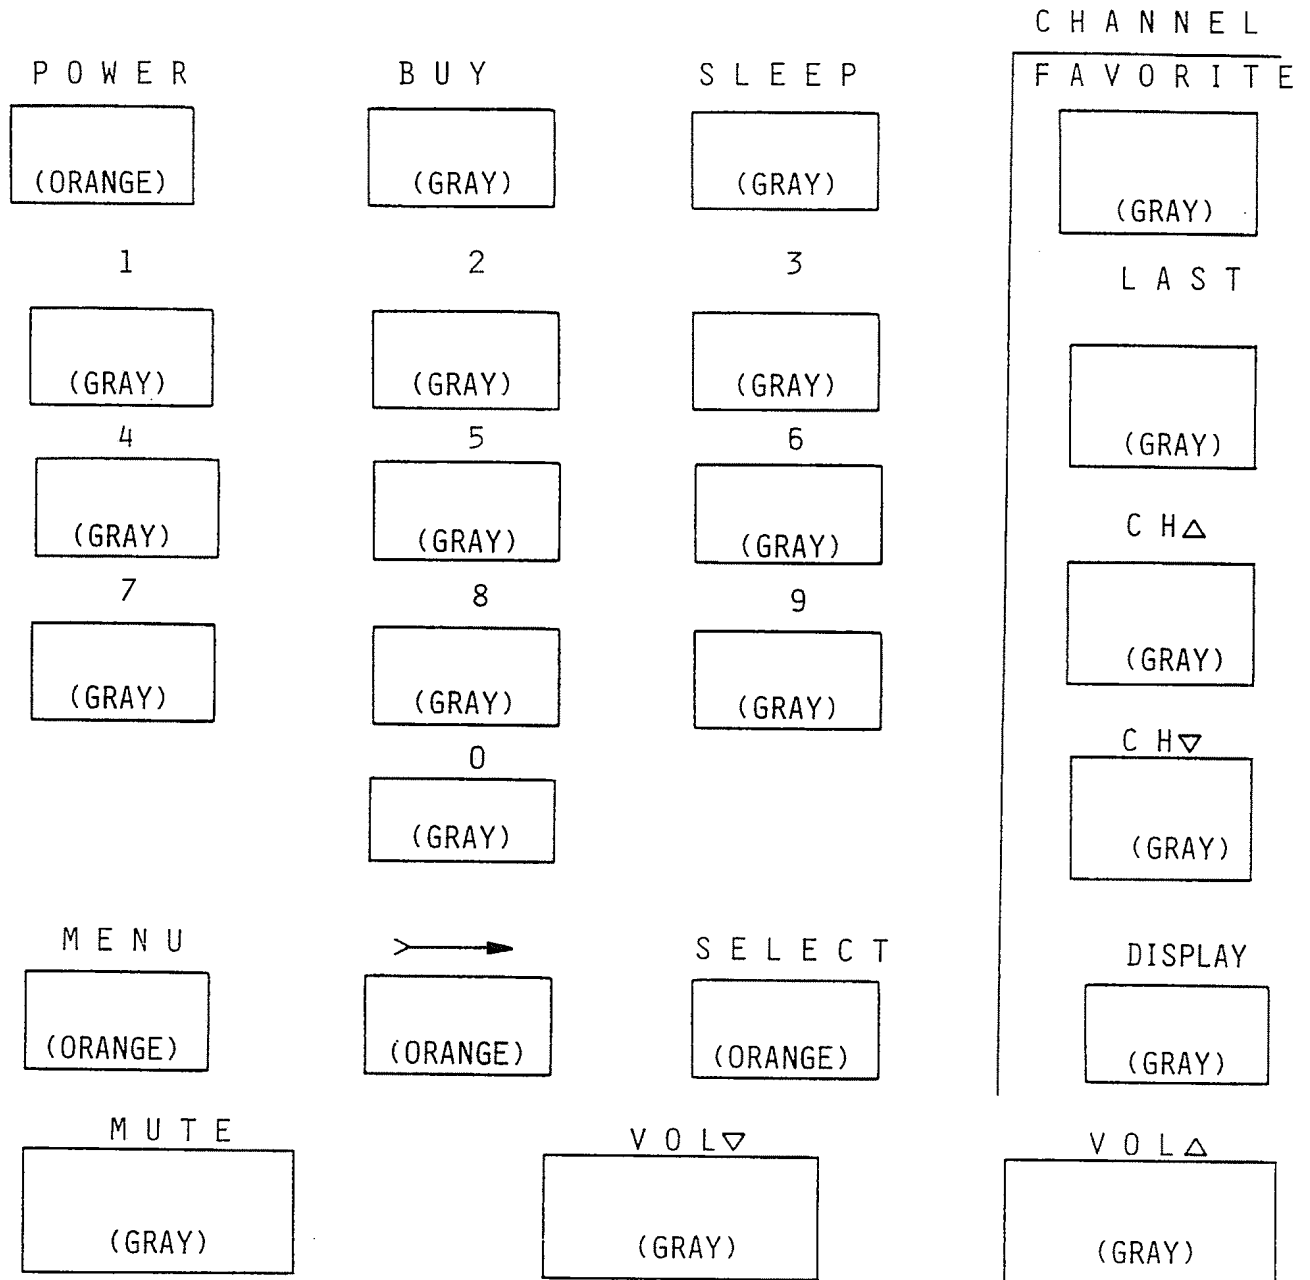 CHANNEL
POWER BUY SLEEP FAVORITE
(ORANGE) (GRAY) (GRAY) (GRAY)
1 2 3 LAST
(GRAY) (GRAY) (GRAY) (GRAY)
4 5 6
(GRAY) (GRAY) (GRAY) CH△
7 8 9
(GRAY) (GRAY) (GRAY) (GRAY)
0 CH▽
(GRAY) (GRAY)
MENU SELECT DISPLAY
(ORANGE) (ORANGE) (ORANGE) (GRAY)
MUTE VOL▽ VOL△
(GRAY) (GRAY) (GRAY)